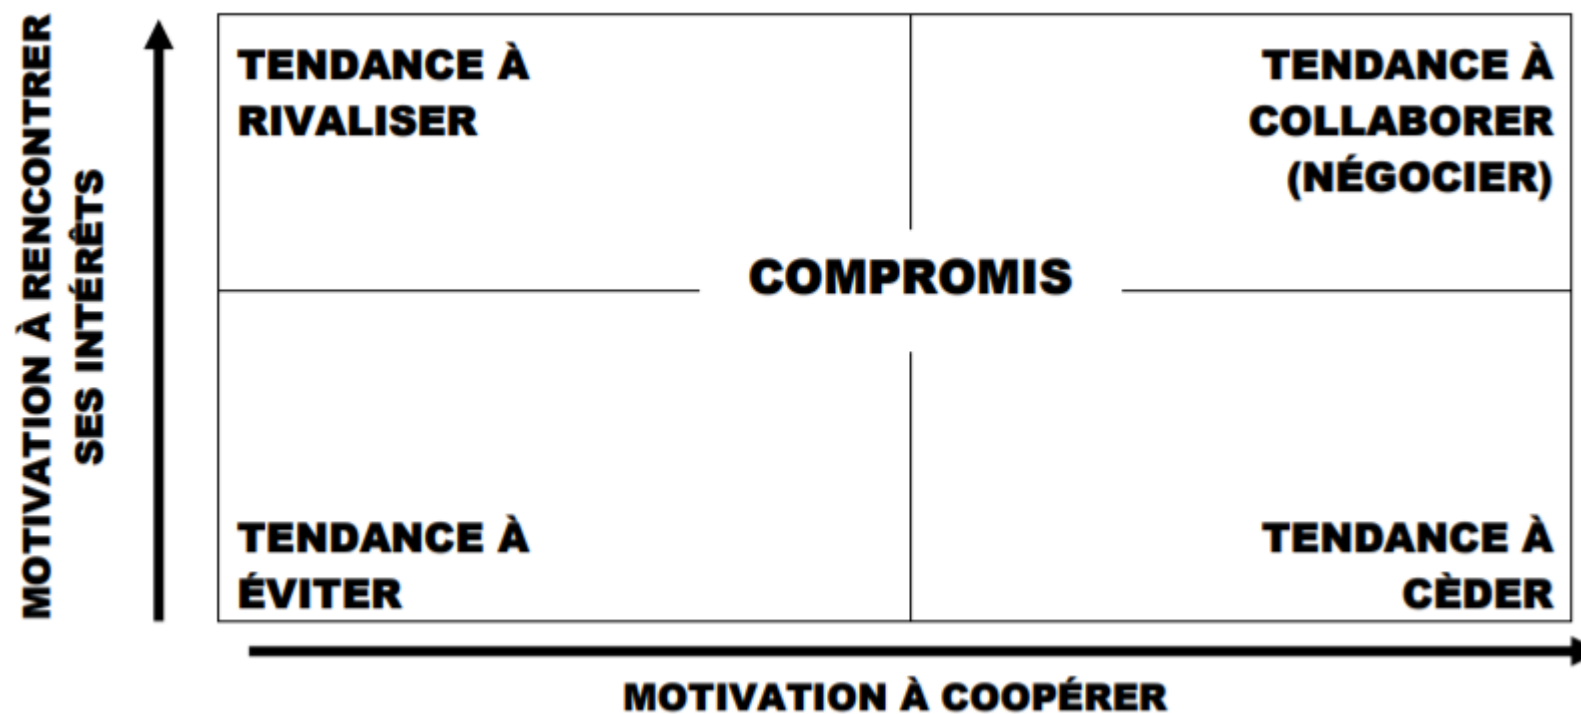 MOTIVATION À RENCONTRER
SES INTÉRÊTS
TENDANCE À
RIVALISER
TENDANCE À
COLLABORER
(NÉGOCIER)
COMPROMIS
TENDANCE À
ÉVITER
TENDANCE À
CÈDER
MOTIVATION À COOPÉRER